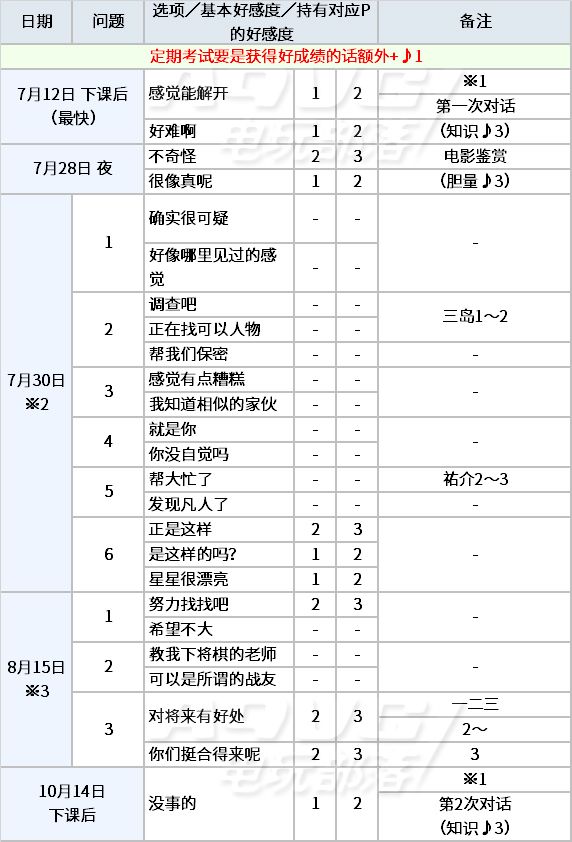 日期 问题 选项／基本好感度／持有对应P的好感度 备注
定期考试要是获得好成绩的话额外+♪1
7月12日 下课后（最快） 感觉能解开 1 2 ※1
第一次对话
好难啊 1 2 （知识♪3）
7月28日 夜 不奇怪 2 3 电影鉴赏
很像真呢 1 2 （胆量♪3）
7月30日※2 1 确实很可疑 - - -
好像哪里见过的感觉 - -
2 调查吧 - - 三岛1～2
正在找可以人物 - -
帮我们保密 - - -
3 感觉有点糟糕 - - -
我知道相似的家伙 - -
4 就是你 - - -
你没自觉吗 - -
5 帮大忙了 - - 祐介2～3
发现凡人了 - - -
6 正是这样 2 3 -
是这样的吗？ 1 2
星星很漂亮 1 2
8月15日※3 1 努力找找吧 2 3 -
希望不大 - -
2 教我下将棋的老师 - - -
可以是所谓的战友 - -
3 对将来有好处 2 3 一二三
2～
你们挺合得来呢 2 3 3
10月14日下课后 没事的 1 2 ※1
第2次对话
（知识♪3）
AQVC
电玩部落
AQVC
电玩部落